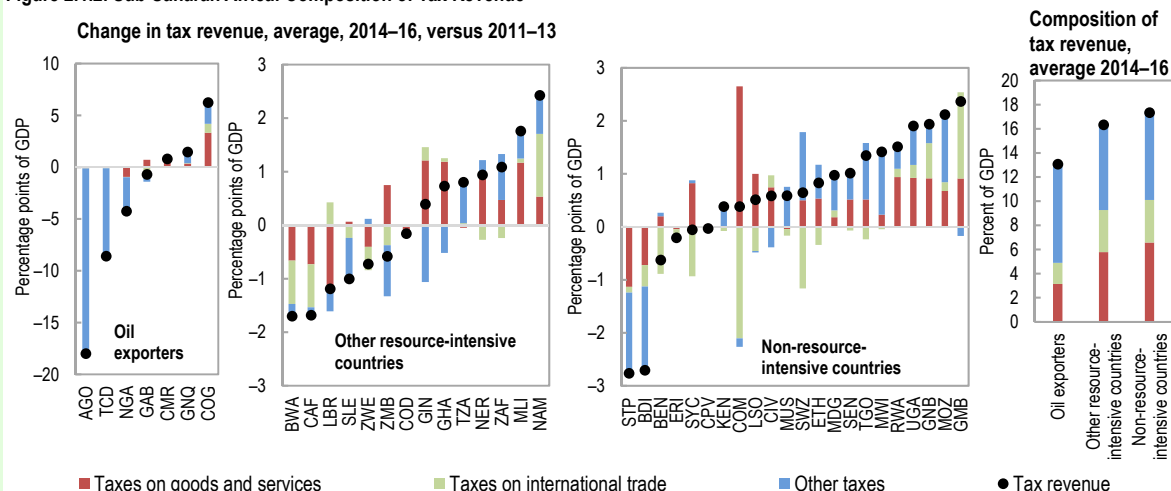 Change in tax revenue, average, 2014–16, versus 2011–13
Composition of
tax revenue,
average 2014–16
Percentage points of GDP
10
5
0
–5
–10
–15
–20
Oil
exporters
AGO
TCD
NGA
GAB
CMR
GNQ
COG
Percentage points of GDP
3
2
1
0
–1
–2
–3
Other resource-intensive
countries
BWA
CAF
LBR
SLE
ZWE
ZMB
COD
GIN
GHA
TZA
NER
ZAF
MLI
NAM
Percentage points of GDP
3
2
1
0
–1
–2
–3
Non-resource-
intensive countries
STP
BDI
BEN
ERI
SYC
CPV
KEN
COM
LSO
CIV
MUS
SWZ
ETH
MDG
SEN
TGO
MWI
RWA
UGA
GNB
MOZ
GMB
Percent of GDP
20
18
16
14
12
10
8
6
4
2
0
Oil exporters
Other resource-
intensive countries
Non-resource-
intensive countries
Taxes on goods and services
Taxes on international trade
Other taxes
Tax revenue